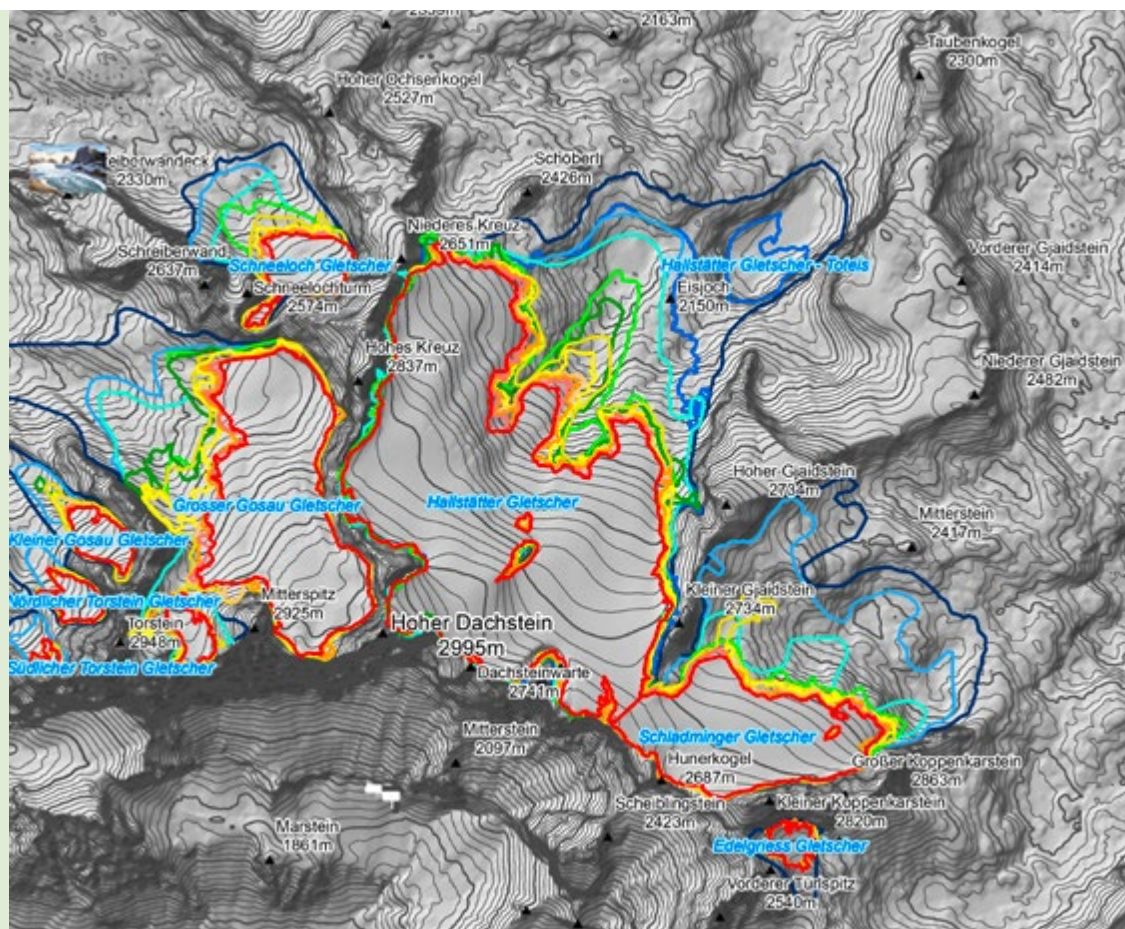 2163m
Taubenkogel
2300m
Hoher Ochsenkogel
2527m
eiberwandeck
2330m
Schöberl
2426m
Niederes Kreuz
2651m
Schreiberwand
2637m
Schneeloch Gletscher
Hallstätter Gletscher - Toteis
Vorderer Gjaidstein
2414m
Schneelochturm
2574m
Eisjoch
2150m
Hohes Kreuz
2837m
Niederer Gjaidstein
2482m
Hoher Gjaidstein
2734m
Grosser Gosau Gletscher
Hallstätter Gletscher
Mitterstein
2417m
Kleiner Gosau Gletscher
Kleiner Gjaidstein
2734m
Nördlicher Torstein Gletscher
Mitterspitz
2925m
Torstein
2948m
Hoher Dachstein
2995m
Südlicher Torstein Gletscher
Dachsteinwarte
2741m
Mitterstein
2097m
Schladminger Gletscher
Hunerkogel
2687m
Großer Koppenkarstein
2863m
Scheiblingstein
2423m
Kleiner Koppenkarstein
2820m
Marstein
1861m
Edelgriess Gletscher
Vorderer Türlspitz
2540m